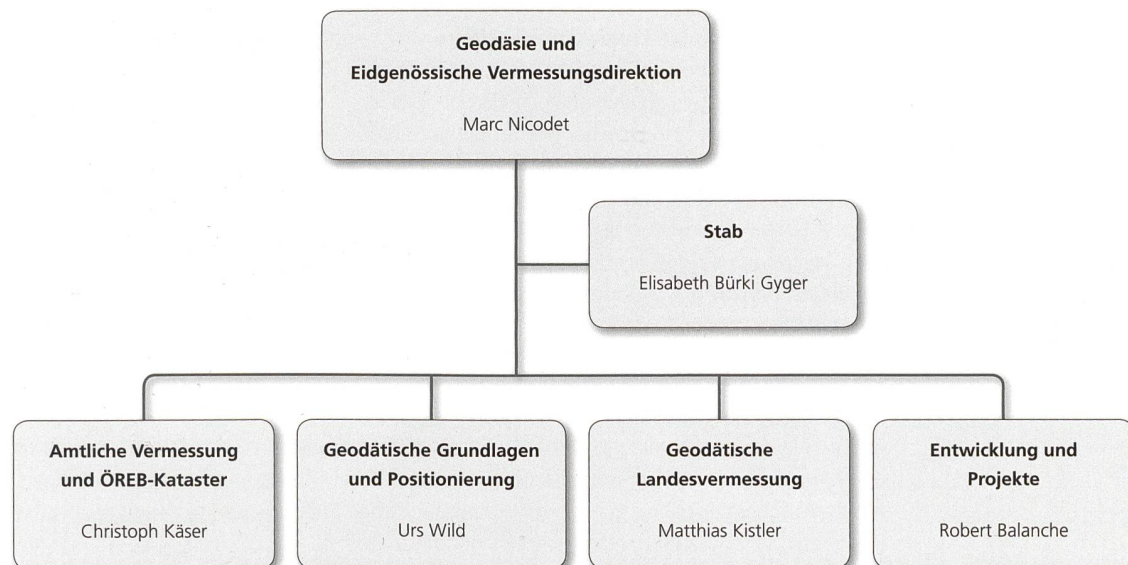 Geodäsie und
Eidgenössische Vermessungsdirektion
Marc Nicodet
Stab
Elisabeth Bürki Gyger
Amtliche Vermessung
und ÖREB-Kataster
Christoph Käser
Geodätische Grundlagen
und Positionierung
Urs Wild
Geodätische
Landesvermessung
Matthias Kistler
Entwicklung und
Projekte
Robert Balanche